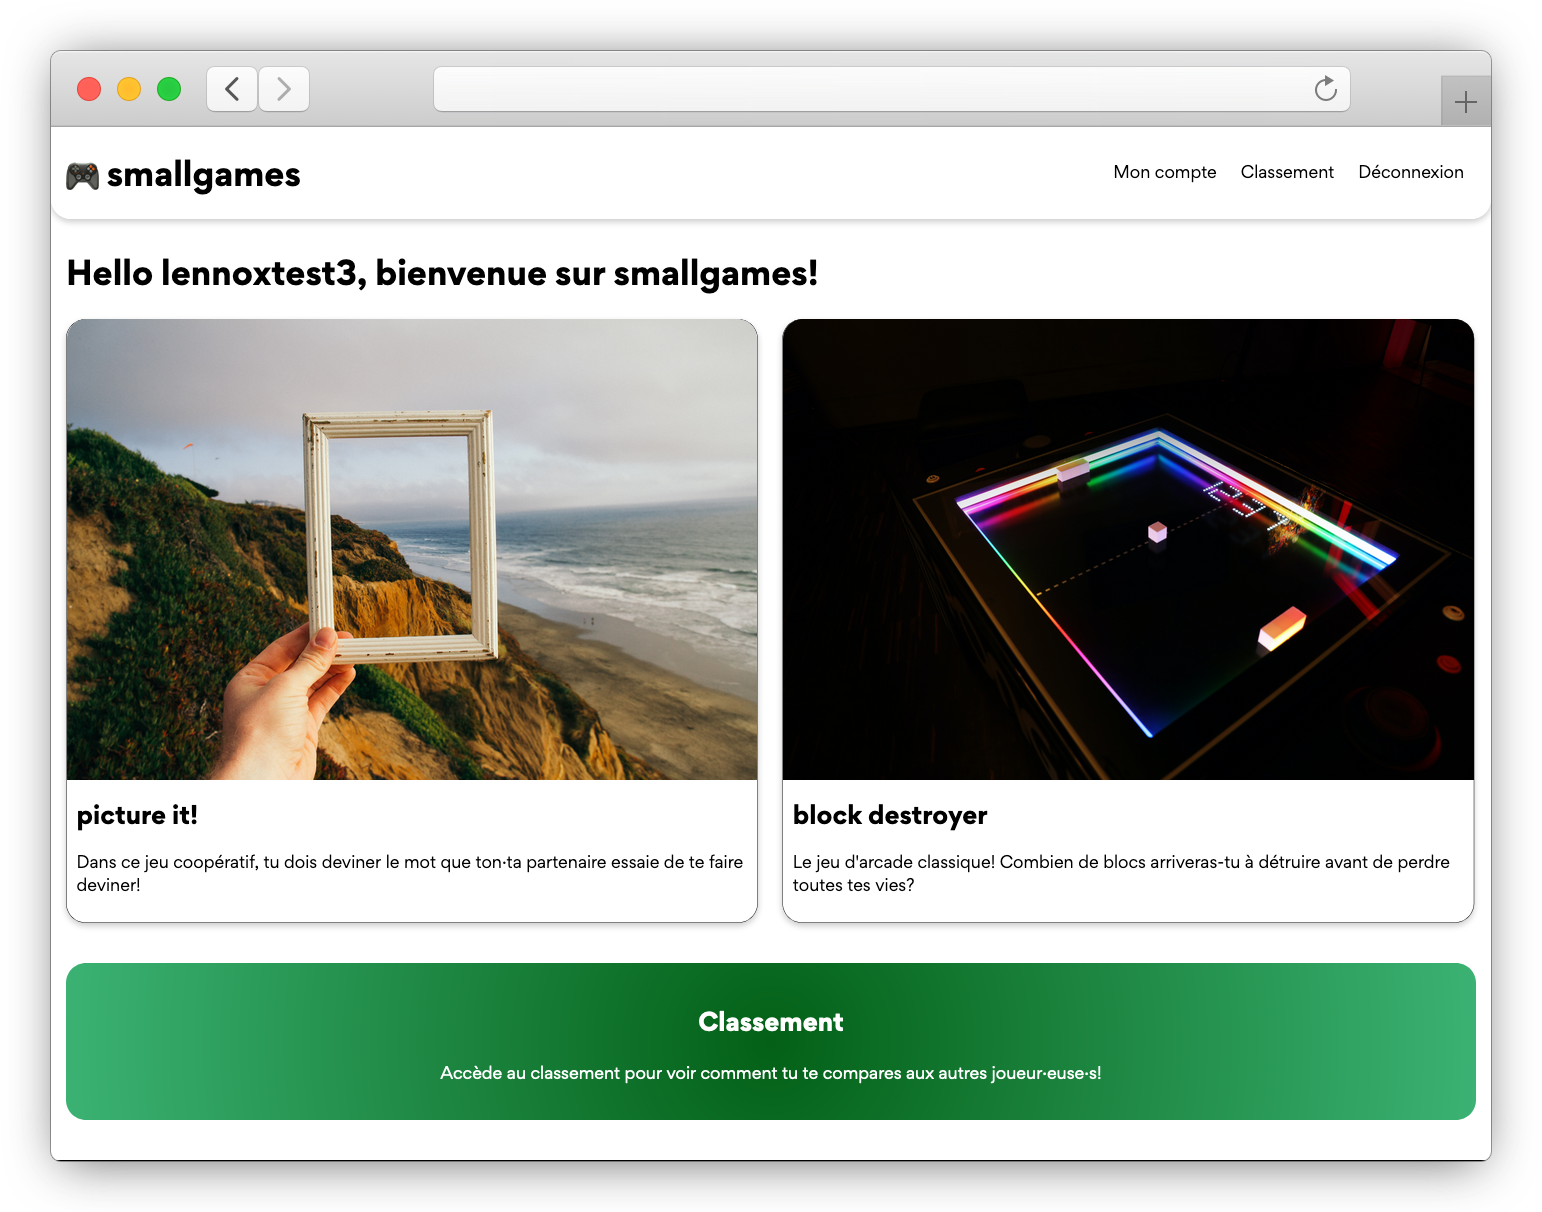 smallgames
Mon compte Classement Déconnexion
Hello lennoxtest3, bienvenue sur smallgames!
picture it!
Dans ce jeu coopératif, tu dois deviner le mot que ton·ta partenaire essaie de te faire
deviner!
block destroyer
Le jeu d'arcade classique! Combien de blocs arriveras-tu à détruire avant de perdre
toutes tes vies?
Classement
Accède au classement pour voir comment tu te compares aux autres joueur·euse·s!